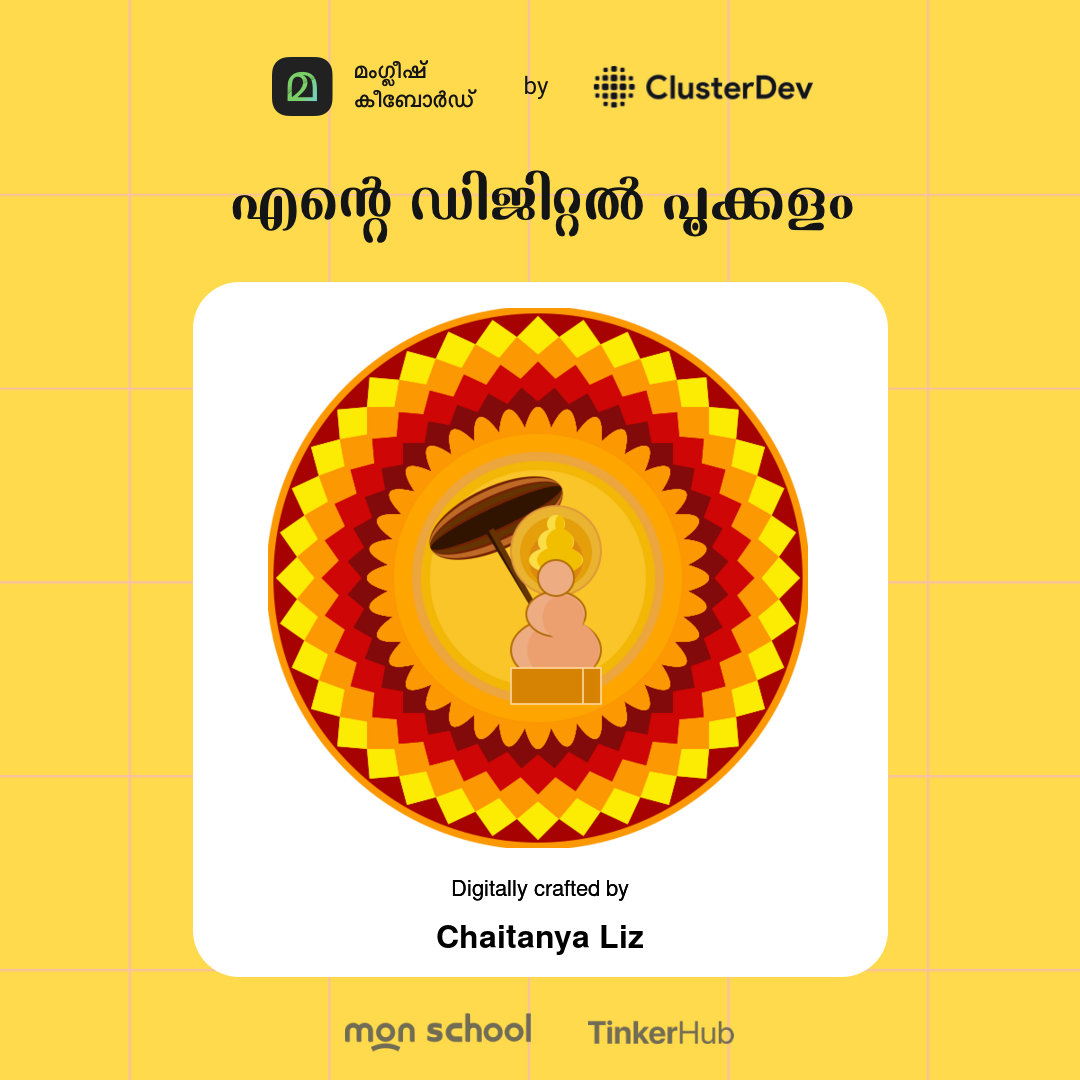 മ
മംഗ്ലീഷ്
കീബോർഡ്
by
ClusterDev
എന്റെ ഡിജിറ്റൽ പൂക്കളം
Digitally crafted by
Chaitanya Liz
mon school
TinkerHub